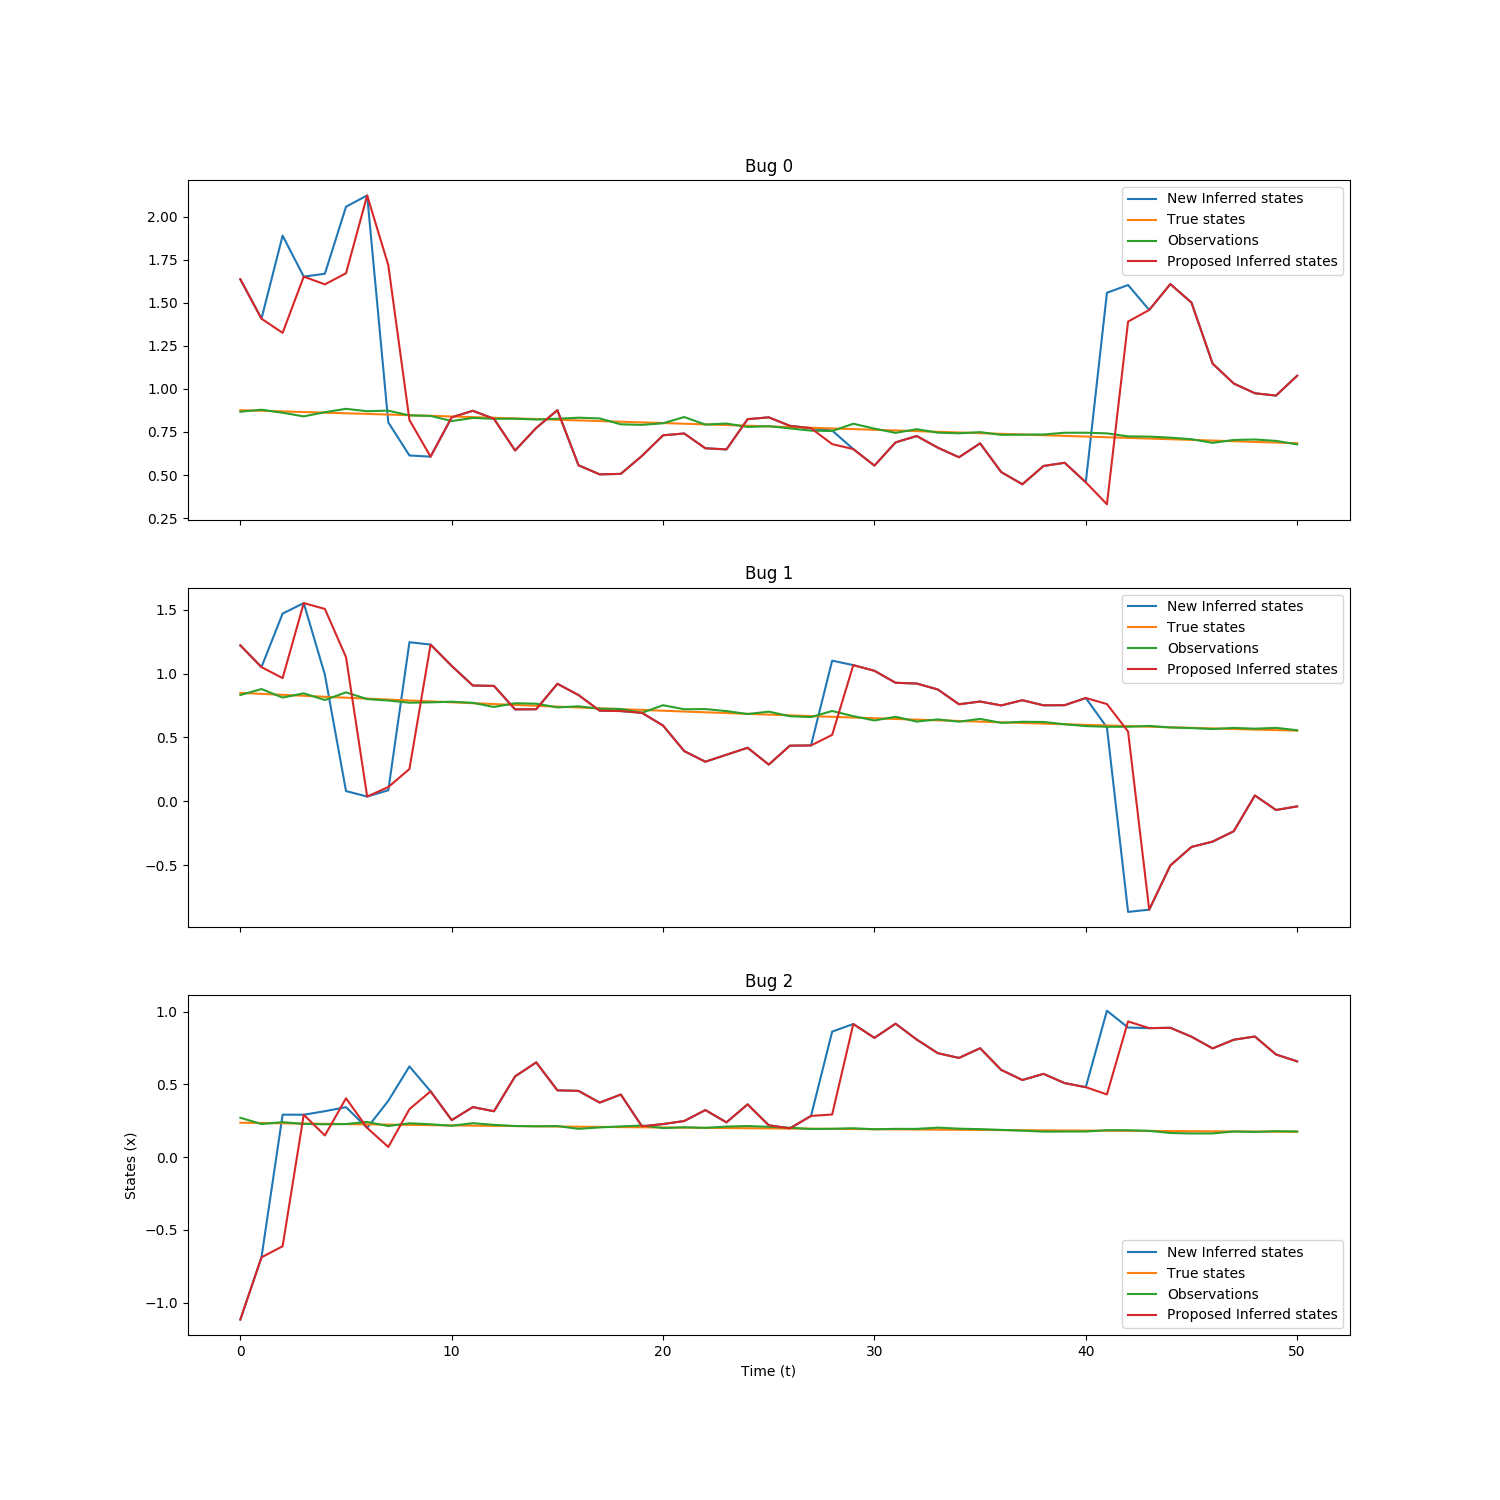 Bug 0
2.00
1.75
1.50
1.25
1.00
0.75
0.50
0.25
New Inferred states
True states
Observations
Proposed Inferred states
Bug 1
1.5
1.0
0.5
0.0
−0.5
New Inferred states
True states
Observations
Proposed Inferred states
Bug 2
1.0
0.5
0.0
−0.5
−1.0
States (x)
New Inferred states
True states
Observations
Proposed Inferred states
0 10 20 30 40 50
Time (t)